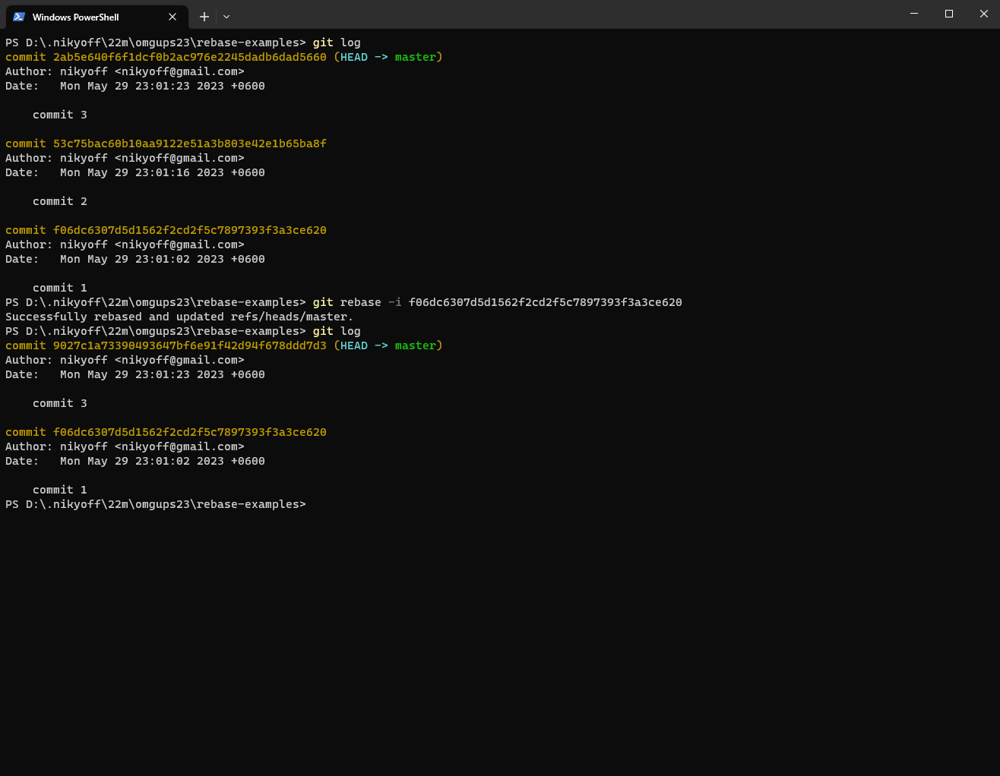 Windows PowerShell
PS D:\.nikyoff\22m\omgups23\rebase-examples> git log
commit 2ab5e640f6f1dcf0b2ac976e2245dadb6dad5660 (HEAD -> master)
Author: nikyoff <nikyoff@gmail.com>
Date:   Mon May 29 23:01:23 2023 +0600
    commit 3
commit 53c75bac60b10aa9122e51a3b803e42e1b65ba8f
Author: nikyoff <nikyoff@gmail.com>
Date:   Mon May 29 23:01:16 2023 +0600
    commit 2
commit f06dc6307d5d1562f2cd2f5c7897393f3a3ce620
Author: nikyoff <nikyoff@gmail.com>
Date:   Mon May 29 23:01:02 2023 +0600
    commit 1
PS D:\.nikyoff\22m\omgups23\rebase-examples> git rebase -i f06dc6307d5d1562f2cd2f5c7897393f3a3ce620
Successfully rebased and updated refs/heads/master.
PS D:\.nikyoff\22m\omgups23\rebase-examples> git log
commit 9027c1a73390493647bf6e91f42d94f678ddd7d3 (HEAD -> master)
Author: nikyoff <nikyoff@gmail.com>
Date:   Mon May 29 23:01:23 2023 +0600
    commit 3
commit f06dc6307d5d1562f2cd2f5c7897393f3a3ce620
Author: nikyoff <nikyoff@gmail.com>
Date:   Mon May 29 23:01:02 2023 +0600
    commit 1
PS D:\.nikyoff\22m\omgups23\rebase-examples>